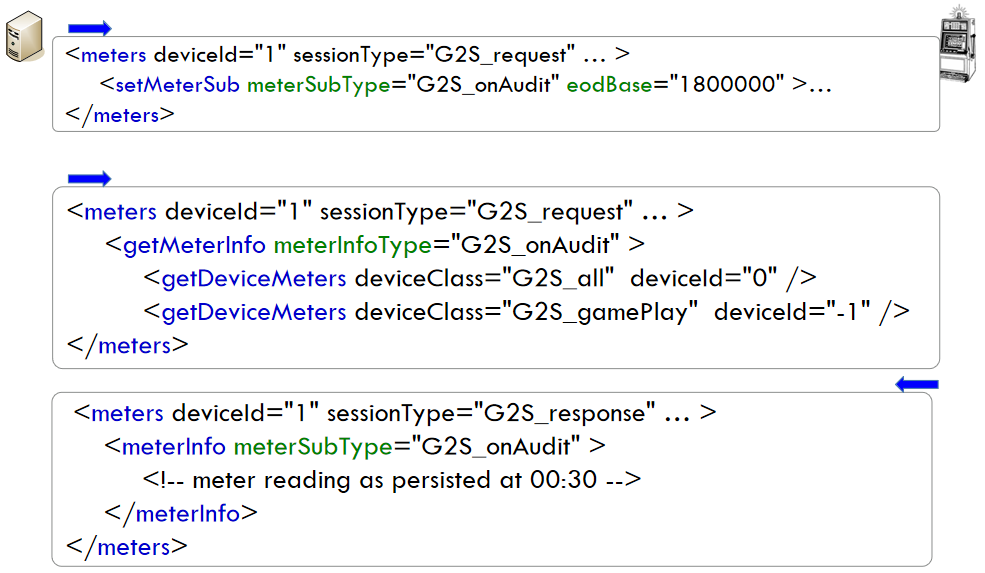 <meters deviceId="1" sessionType="G2S_request" ... >
<setMeterSub meterSubType="G2S_onAudit" eodBase="1800000" >...
</meters>
<meters deviceId="1" sessionType="G2S_request" ... >
<getMeterInfo meterInfoType="G2S_onAudit" >
<getDeviceMeters deviceClass="G2S_all" deviceId="0" />
<getDeviceMeters deviceClass="G2S_gamePlay" deviceId="-1" />
</meters>
<meters deviceId="1" sessionType="G2S_response" ... >
<meterInfo meterSubType="G2S_onAudit" >
<!-- meter reading as persisted at 00:30 -->
</meterInfo>
</meters>